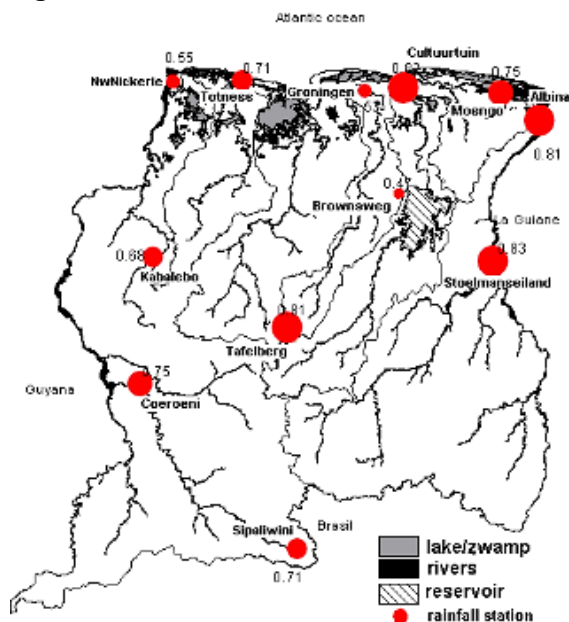 Atlantic ocean
Cultuurtuin
0.55
0.71
NwNickerie
Totness
Groningen
0.75
Moengo
Albina
0.81
Brownsweg
La Guiane
0.68
Kabalebo
0.83
Stoelmanseiland
0.81
Tafelberg
Guyana
0.75
Coeroeni
Sipaliwini
Brasil
0.71
lake/zwamp
rivers
reservoir
rainfall station